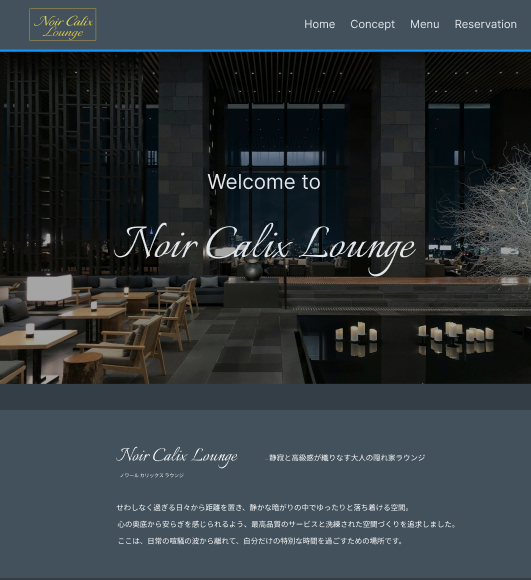 Noir Calix
Lounge
Home Concept Menu Reservation
Welcome to
Noir Calix Lounge
Noir Calix Lounge
静寂と高級感が織りなす大人の隠れ家ラウンジ
ノワール カリックス ラウンジ
せわしなく過ぎる日々から距離を置き、静かな暗がりの中でゆったりと落ち着ける空間。
心の奥底から安らぎを感じられるよう、最高品質のサービスと洗練された空間づくりを追求しました。
ここは、日常の喧騒の波から離れて、自分だけの特別な時間を過ごすための場所です。